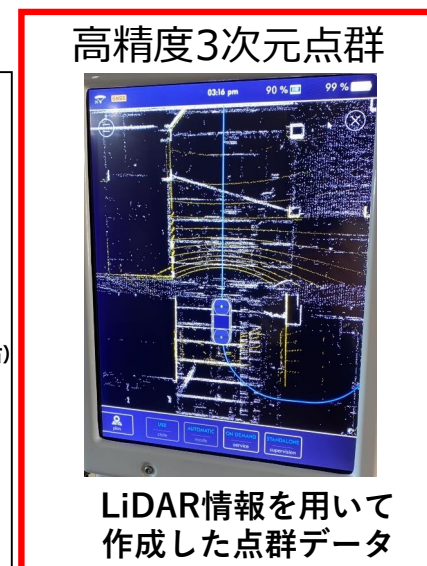 高精度3次元点群
03:16 pm
90 %
99 %
USE
AUTOMATIC
mode
ON DEMAND
service
STANDALONE
supervision
LiDAR情報を用いて
作成した点群データ